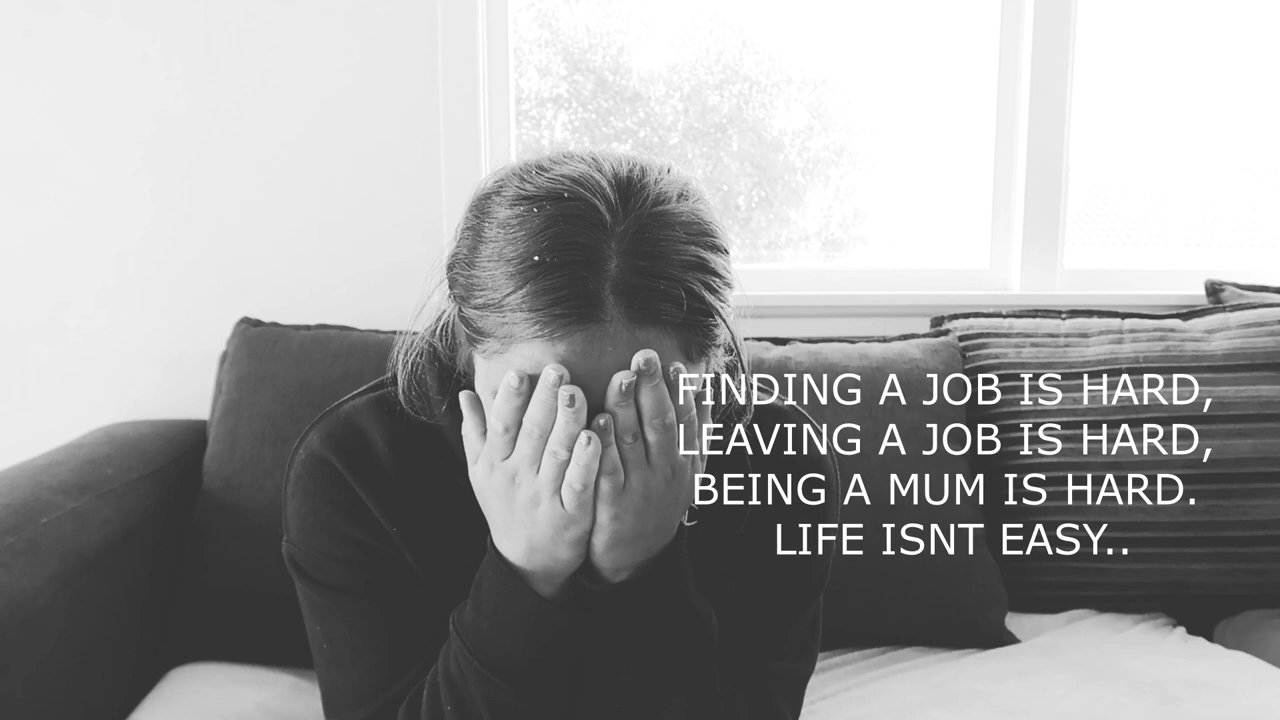 FINDING A JOB IS HARD,
LEAVING A JOB IS HARD,
BEING A MUM IS HARD.
LIFE ISNT EASY..